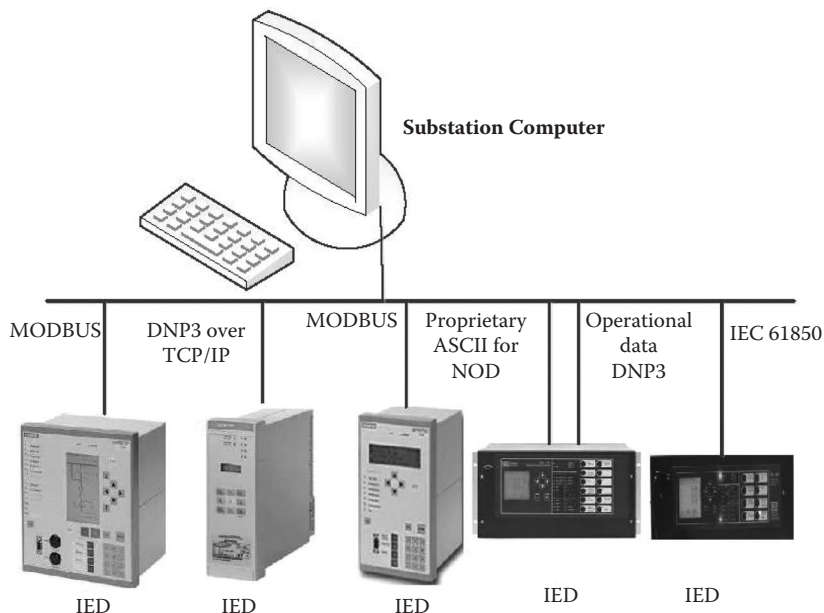 Substation Computer
MODBUS
DNP3 over
TCP/IP
MODBUS
Proprietary
ASCII for
NOD
Operational
data
DNP3
IEC 61850
IED
IED
IED
IED
IED